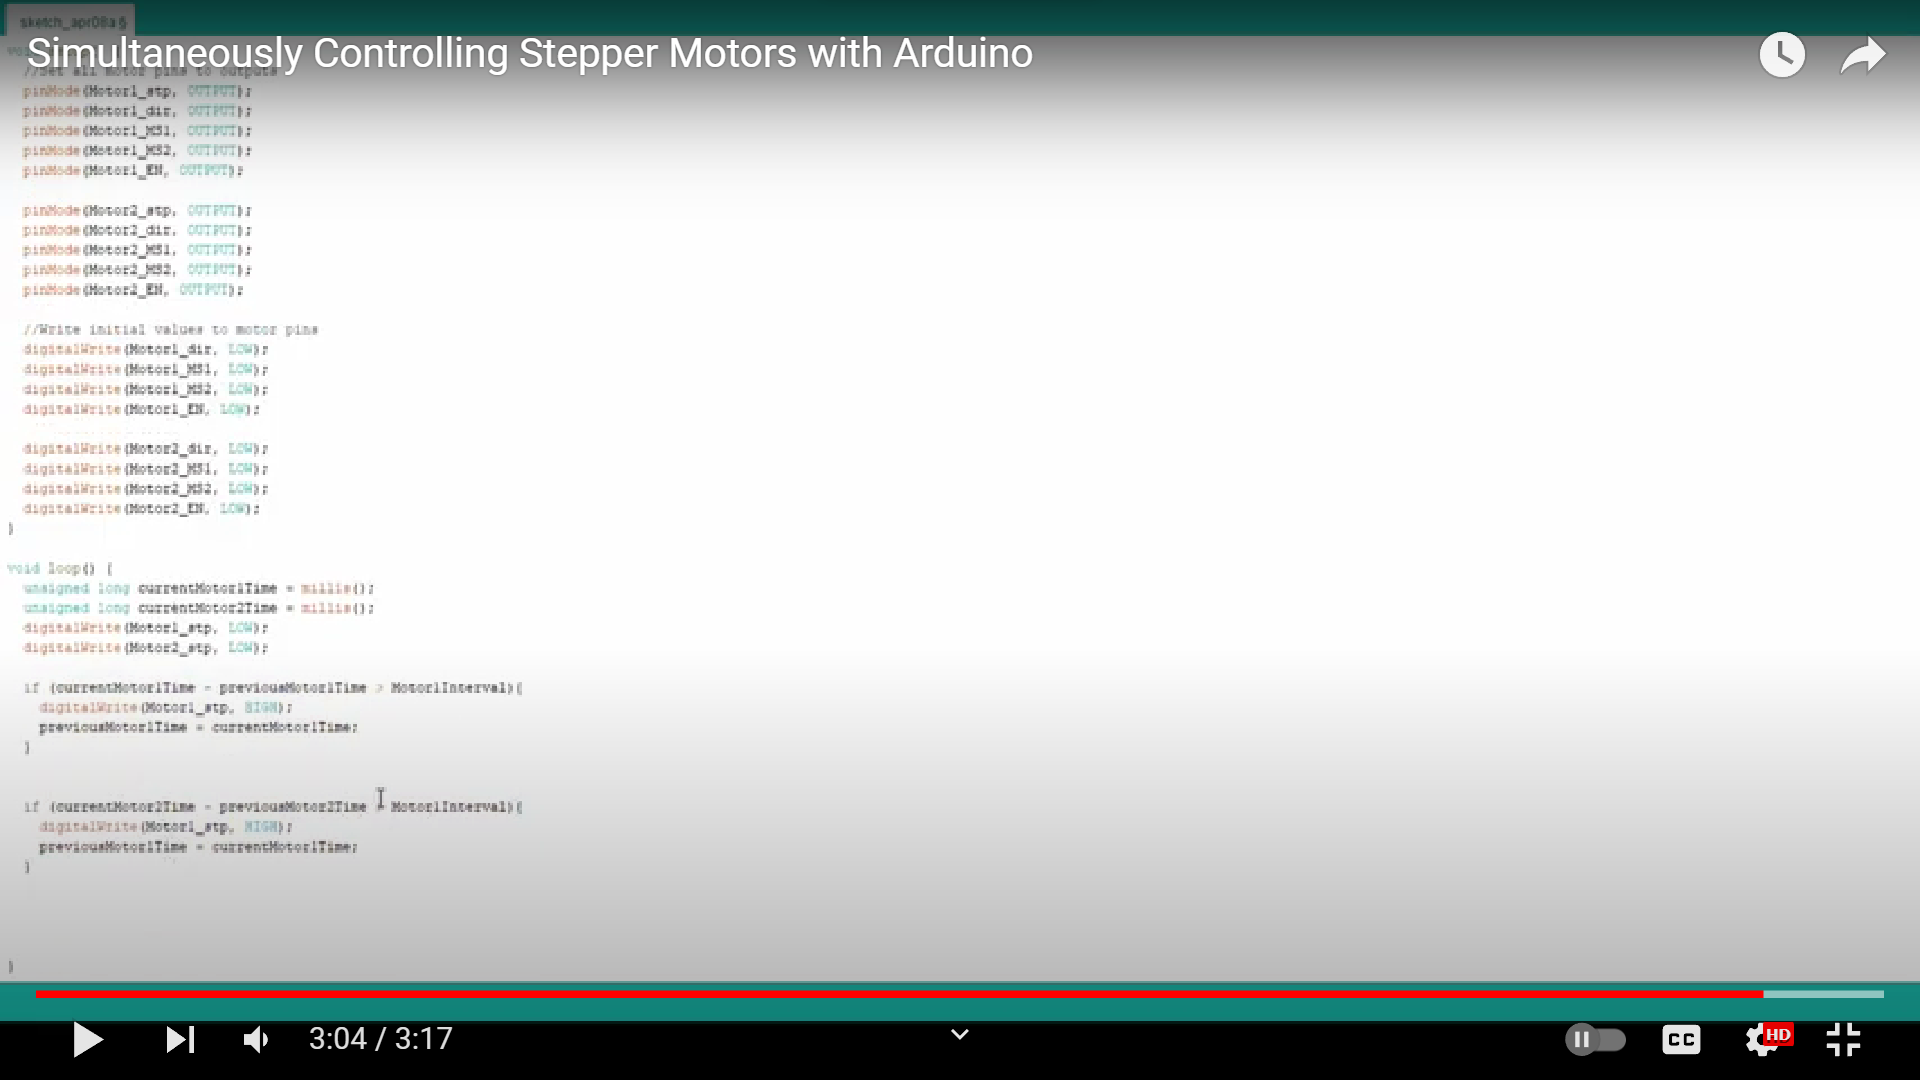 sketch_apr08a §
Simultaneously Controlling Stepper Motors with Arduino
//Set all motor pins to outputs
pinMode(Motor1_stp, OUTPUT);
pinMode(Motor1_dir, OUTPUT);
pinMode(Motor1_MS1, OUTPUT);
pinMode(Motor1_MS2, OUTPUT);
pinMode(Motor1_EN, OUTPUT);
pinMode(Motor2_stp, OUTPUT);
pinMode(Motor2_dir, OUTPUT);
pinMode(Motor2_MS1, OUTPUT);
pinMode(Motor2_MS2, OUTPUT);
pinMode(Motor2_EN, OUTPUT);
//Write initial values to motor pins
digitalWrite(Motor1_dir, LOW);
digitalWrite(Motor1_MS1, LOW);
digitalWrite(Motor1_MS2, LOW);
digitalWrite(Motor1_EN, LOW);
digitalWrite(Motor2_dir, LOW);
digitalWrite(Motor2_MS1, LOW);
digitalWrite(Motor2_MS2, LOW);
digitalWrite(Motor2_EN, LOW);
}
void loop() {
unsigned long currentMotor1Time = millis();
unsigned long currentMotor2Time = millis();
digitalWrite(Motor1_stp, LOW);
digitalWrite(Motor2_stp, LOW);
if (currentMotor1Time - previousMotor1Time > Motor1Interval){
digitalWrite(Motor1_stp, HIGH);
previousMotor1Time = currentMotor1Time;
}
if (currentMotor2Time - previousMotor2Time Motor1Interval){
digitalWrite(Motor1_stp, HIGH);
previousMotor1Time = currentMotor1Time;
}
}
3:04 / 3:17
CC
HD